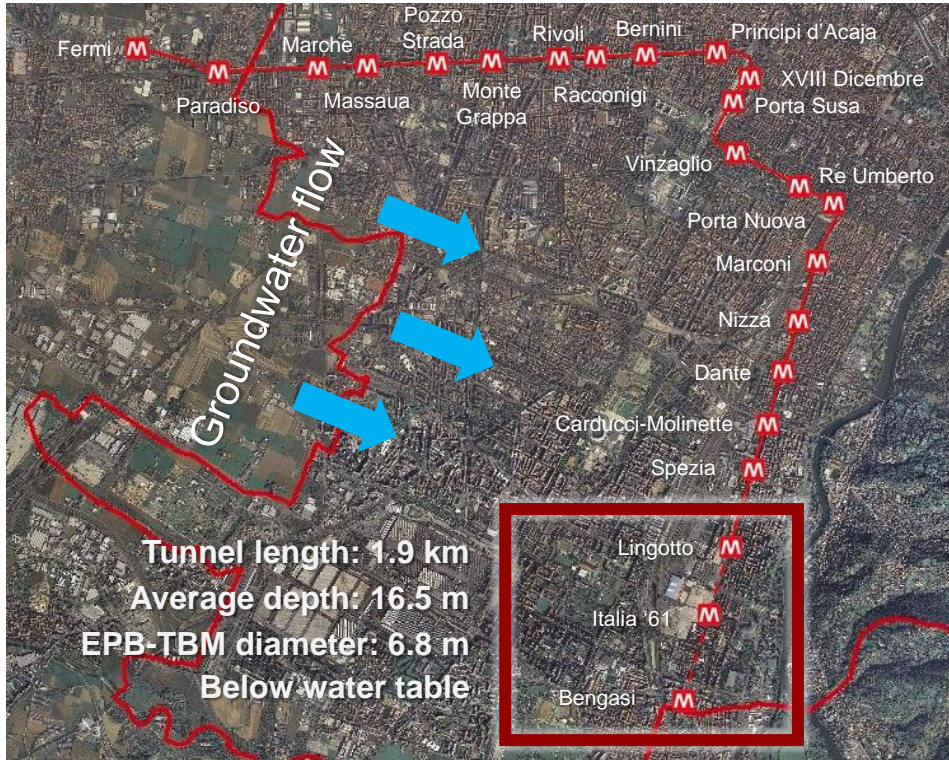 Fermi
Paradiso
Marche
Massaua
Pozzo
Strada
Monte
Grappa
Rivoli
Racconigi
Bernini
Principi d'Acaja
XVIII Dicembre
Porta Susa
Vinzaglio
Re Umberto
Porta Nuova
Marconi
Nizza
Dante
Carducci-Molinette
Spezia
Lingotto
Italia '61
Bengasi
Groundwater flow
Tunnel length: 1.9 km
Average depth: 16.5 m
EPB-TBM diameter: 6.8 m
Below water table